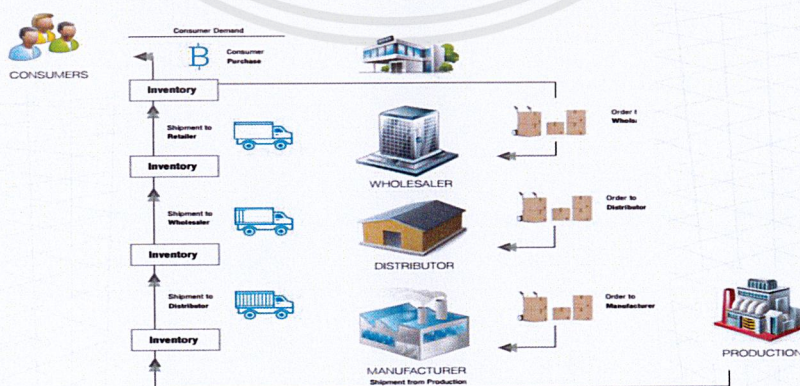 Consumer Demand
Consumer
Purchase
CONSUMERS
Inventory
Shipment to
Retailer
Order
WHOLESALER
Inventory
Shipment to
Wholesaler
Order to
Distributor
DISTRIBUTOR
Inventory
Shipment to
Distributor
Order to
Manufacturer
Inventory
MANUFACTURER
Shipment from Production
PRODUCTION